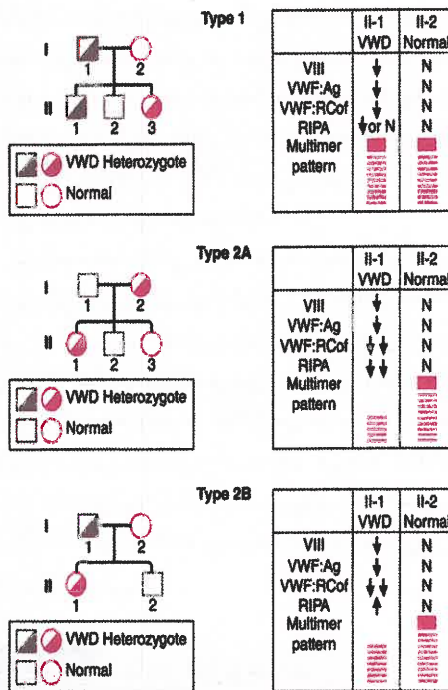 Type 1
I
1 2
II
1 2 3
VWD Heterozygote
Normal
II-1 II-2
VWD Normal
VIII ↓ N
VWF:Ag ↓ N
VWF:RCof ↓ N
RIPA ↓or N N
Multimer
pattern
Type 2A
I
1 2
II
1 2 3
VWD Heterozygote
Normal
II-1 II-2
VWD Normal
VIII ↓ N
VWF:Ag ↓ N
VWF:RCof ↓↓ N
RIPA ↓↓ N
Multimer
pattern
Type 2B
I
1 2
II
1 2
VWD Heterozygote
Normal
II-1 II-2
VWD Normal
VIII ↓ N
VWF:Ag ↓ N
VWF:RCof ↓↓ N
RIPA ↑ N
Multimer
pattern